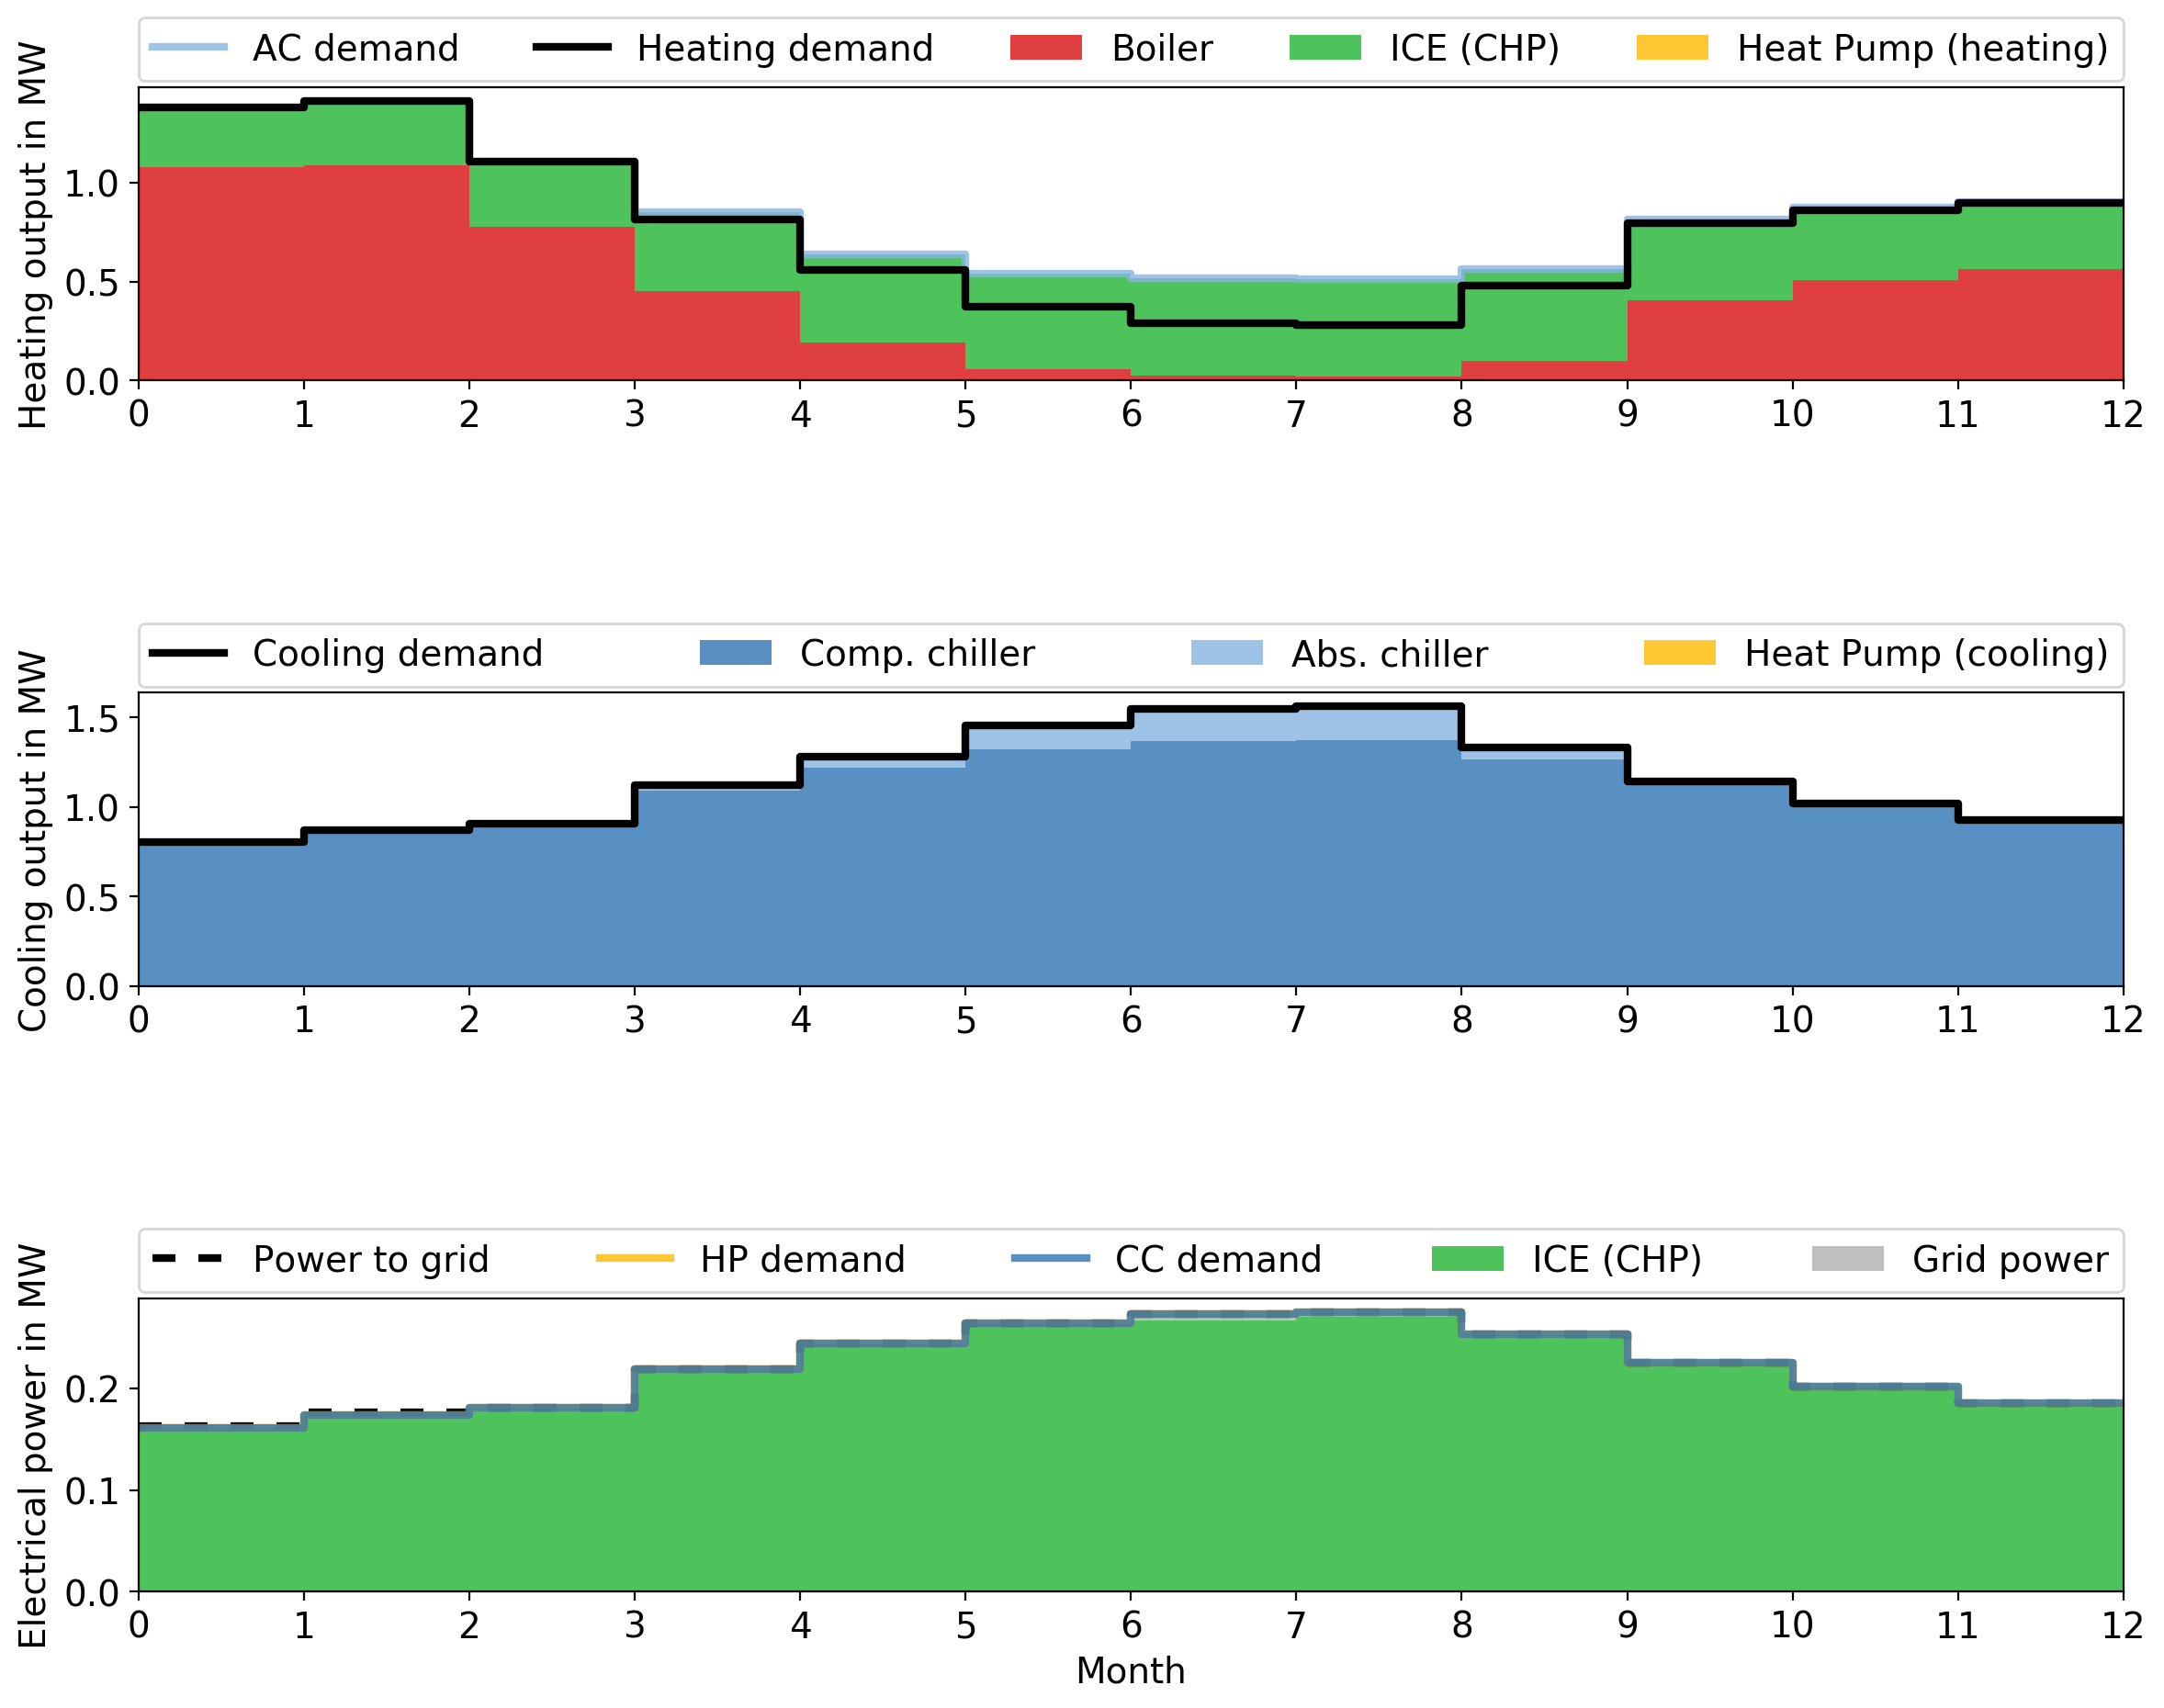 AC demand Heating demand Boiler ICE (CHP) Heat Pump (heating)
Heating output in MW
1.0
0.5
0.0
0 1 2 3 4 5 6 7 8 9 10 11 12
Cooling demand Comp. chiller Abs. chiller Heat Pump (cooling)
Cooling output in MW
1.5
1.0
0.5
0.0
0 1 2 3 4 5 6 7 8 9 10 11 12
Power to grid HP demand CC demand ICE (CHP) Grid power
Electrical power in MW
0.2
0.1
0.0
0 1 2 3 4 5 6 7 8 9 10 11 12
Month